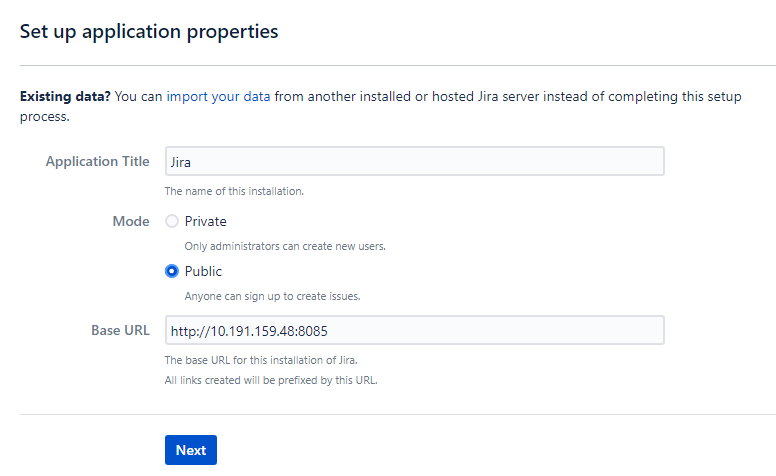 Set up application properties
Existing data? You can import your data from another installed or hosted Jira server instead of completing this setup
process.
Application Title Jira
The name of this installation.
Mode Private
Only administrators can create new users.
Public
Anyone can sign up to create issues.
Base URL http://10.191.159.48:8085
The base URL for this installation of Jira.
All links created will be prefixed by this URL.
Next